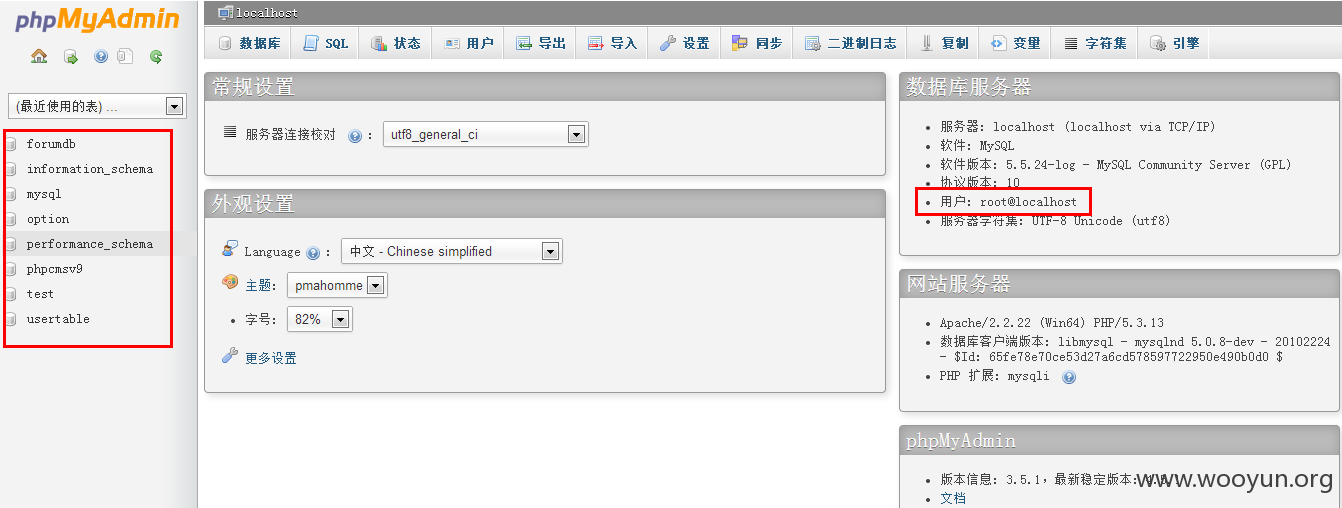 phpMyAdmin
(最近使用的表) ...
forumdb
information_schema
mysql
option
performance_schema
phpcmsv9
test
usertable
localhost
数据库 SQL 状态 用户 导出 导入 设置 同步 二进制日志 复制 变量 字符集 引擎
常规设置
服务器连接校对 : utf8_general_ci
外观设置
Language : 中文 - Chinese simplified
主题: pmahomme
字号: 82%
更多设置
数据库服务器
服务器: localhost (localhost via TCP/IP)
软件: MySQL
软件版本: 5.5.24-log - MySQL Community Server (GPL)
协议版本: 10
用户: root@localhost
服务器字符集: UTF-8 Unicode (utf8)
网站服务器
Apache/2.2.22 (Win64) PHP/5.3.13
数据库客户端版本: libmysql - mysqlnd 5.0.8-dev - 20102224
- $Id: 65fe78e70ce53d27a6cd578597722950e490b0d0 $
PHP 扩展: mysqli
phpMyAdmin
版本信息: 3.5.1, 最新稳定版本:
www.wooyun.org
文档